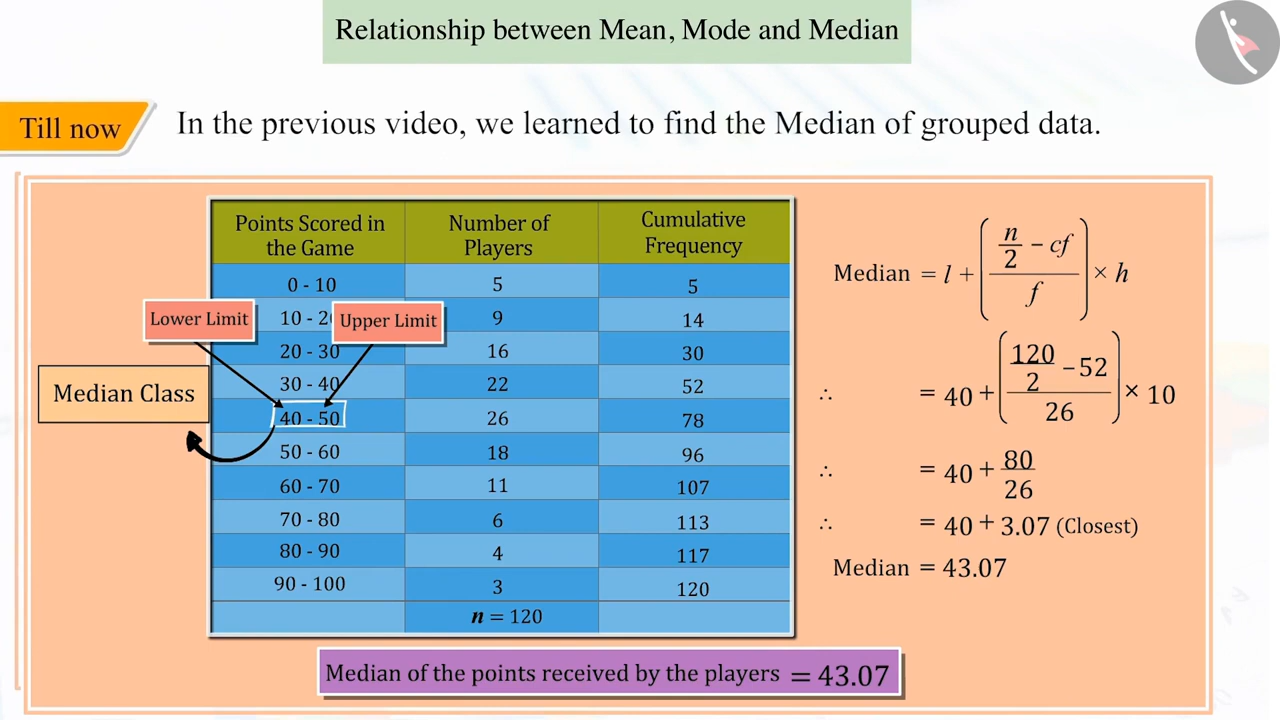 Relationship between Mean, Mode and Median
Till now
In the previous video, we learned to find the Median of grouped data.
Points Scored in the Game | Number of Players | Cumulative Frequency
0 - 10 | 5 | 5
10 - 2 | 9 | 14
20 - 30 | 16 | 30
30 - 40 | 22 | 52
40 - 50 | 26 | 78
50 - 60 | 18 | 96
60 - 70 | 11 | 107
70 - 80 | 6 | 113
80 - 90 | 4 | 117
90 - 100 | 3 | 120
n = 120
Lower Limit
Upper Limit
Median Class
Median = l + ( (n/2 - cf) / f ) × h
∴ = 40 + ( (120/2 - 52) / 26 ) × 10
∴ = 40 + 80/26
∴ = 40 + 3.07 (Closest)
Median = 43.07
Median of the points received by the players = 43.07